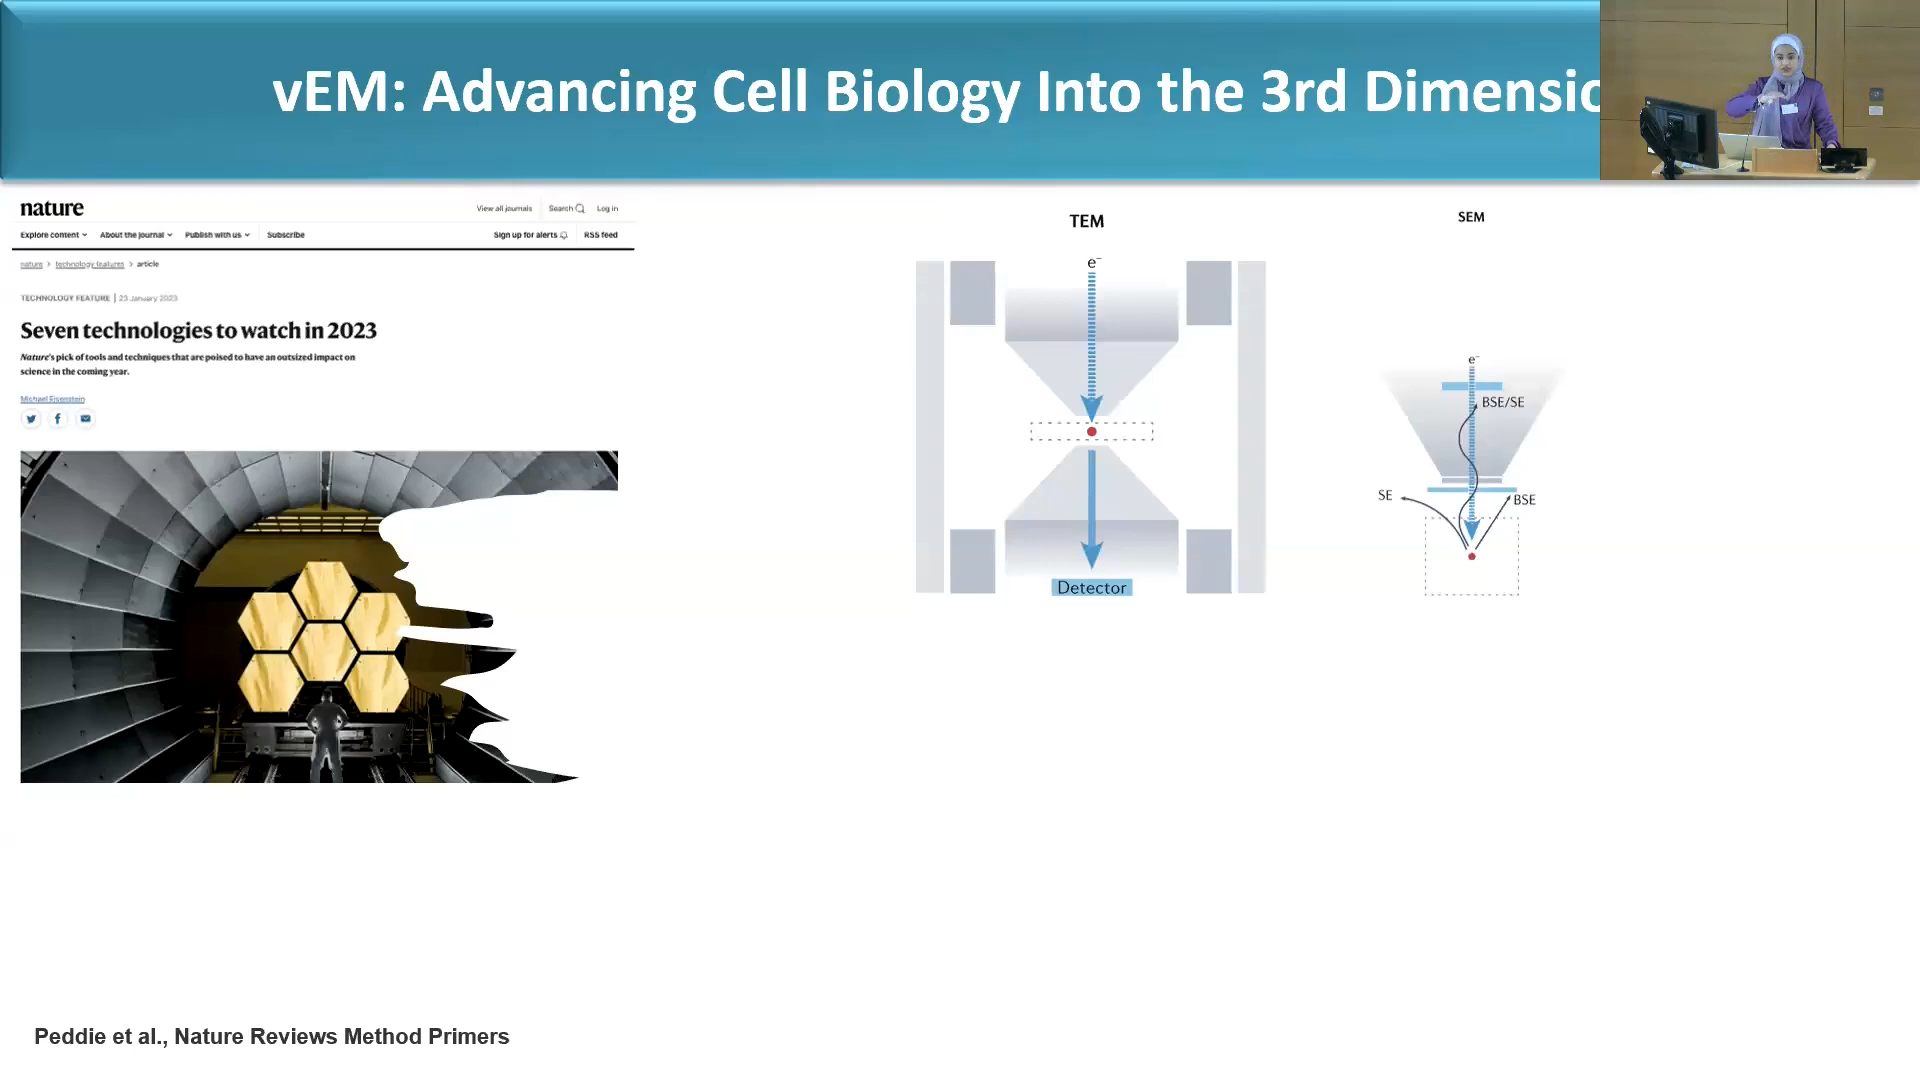 vEM: Advancing Cell Biology Into the 3rd Dimensio
nature
View all journals
Search
Log in
Explore content
About the journal
Publish with us
Subscribe
Sign up for alerts
RSS feed
nature > technology features > article
TECHNOLOGY FEATURE | 23 January 2023
Seven technologies to watch in 2023
Nature's pick of tools and techniques that are poised to have an outsized impact on
science in the coming year.
Michael Eisenstein
TEM
e⁻
Detector
SEM
e⁻
BSE/SE
SE
BSE
Peddie et al., Nature Reviews Method Primers